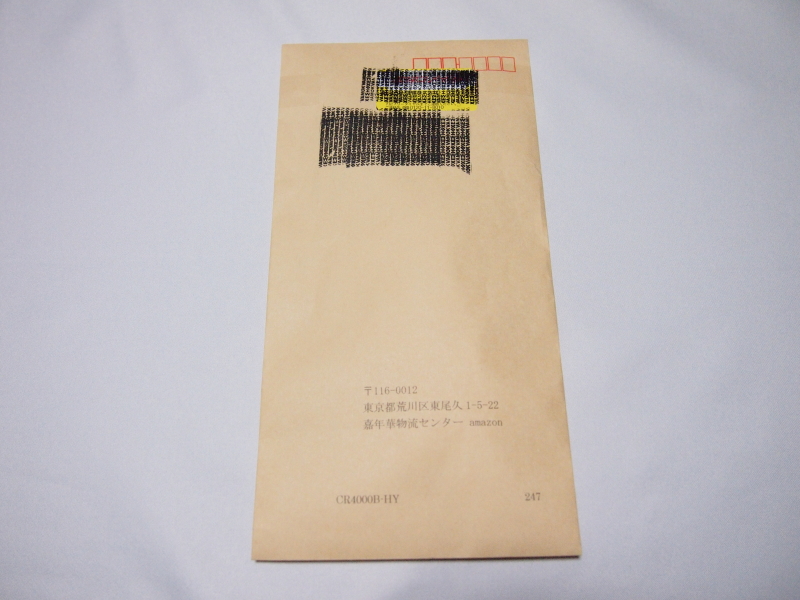 〒116-0012
東京都荒川区東尾久 1-5-22
嘉年華物流センター amazon
CR4000B-HY 247